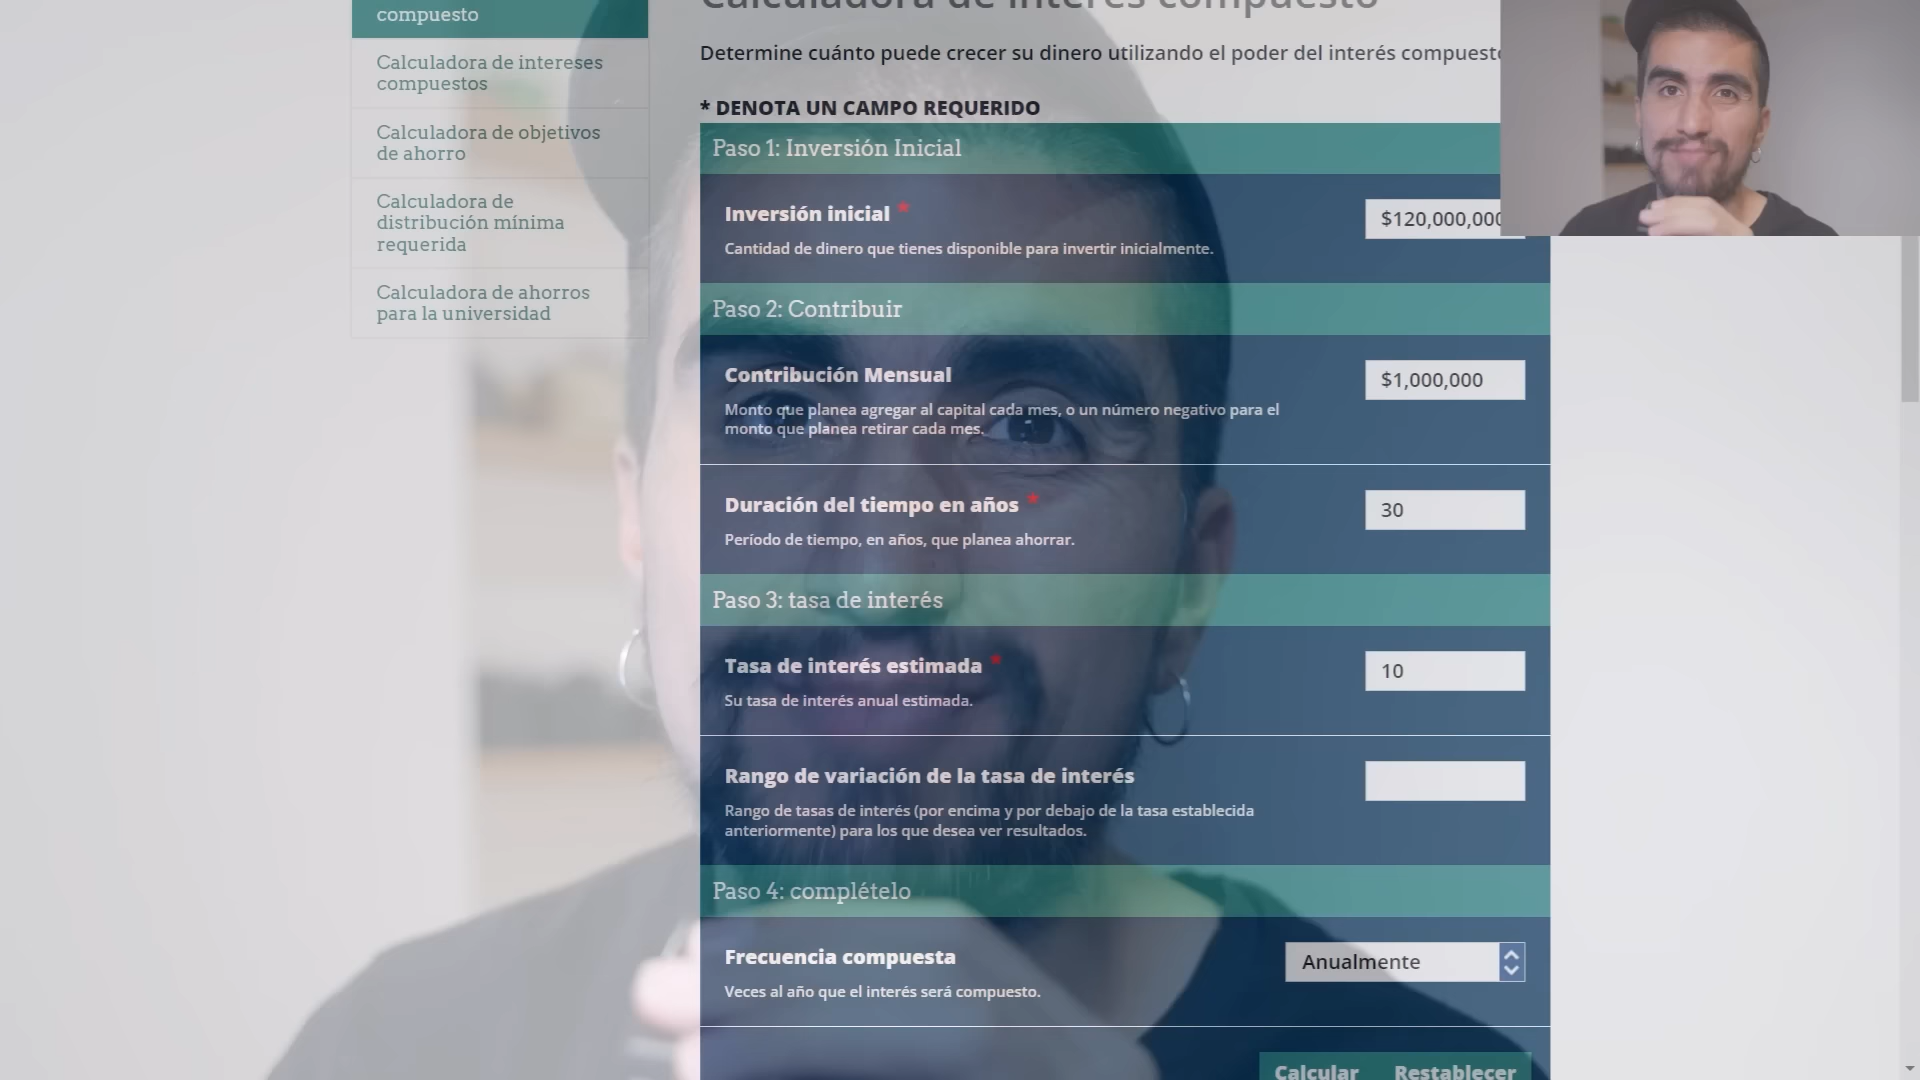 compuesto
Calculadora de intereses
compuestos
Calculadora de objetivos
de ahorro
Calculadora de
distribución mínima
requerida
Calculadora de ahorros
para la universidad
Calculadora de interés compuesto
Determine cuánto puede crecer su dinero utilizando el poder del interés compuesto
* DENOTA UN CAMPO REQUERIDO
Paso 1: Inversión Inicial
Inversión inicial *
$120,000,000
Cantidad de dinero que tienes disponible para invertir inicialmente.
Paso 2: Contribuir
Contribución Mensual
$1,000,000
Monto que planea agregar al capital cada mes, o un número negativo para el
monto que planea retirar cada mes.
Duración del tiempo en años *
30
Período de tiempo, en años, que planea ahorrar.
Paso 3: tasa de interés
Tasa de interés estimada *
10
Su tasa de interés anual estimada.
Rango de variación de la tasa de interés
Rango de tasas de interés (por encima y por debajo de la tasa establecida
anteriormente) para los que desea ver resultados.
Paso 4: complételo
Frecuencia compuesta
Anualmente
Veces al año que el interés será compuesto.
Calcular Restablecer